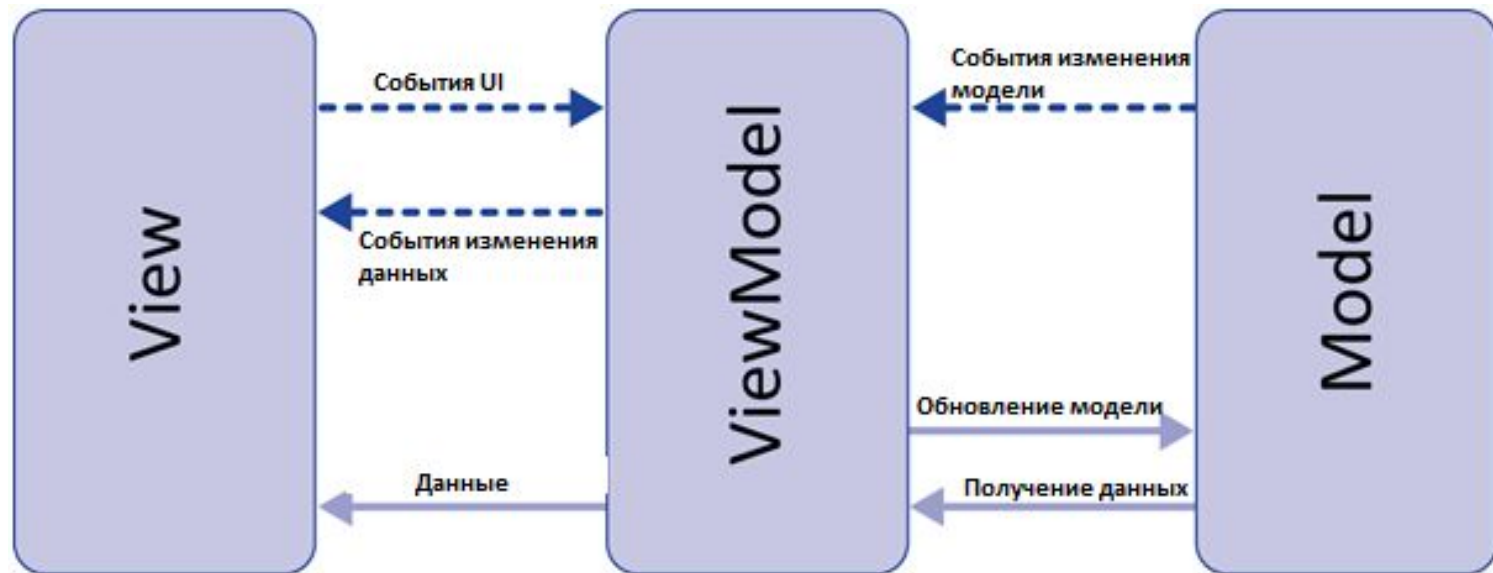 События UI
События изменения
модели
View
ViewModel
Model
События изменения
данных
Обновление модели
Данные
Получение данных